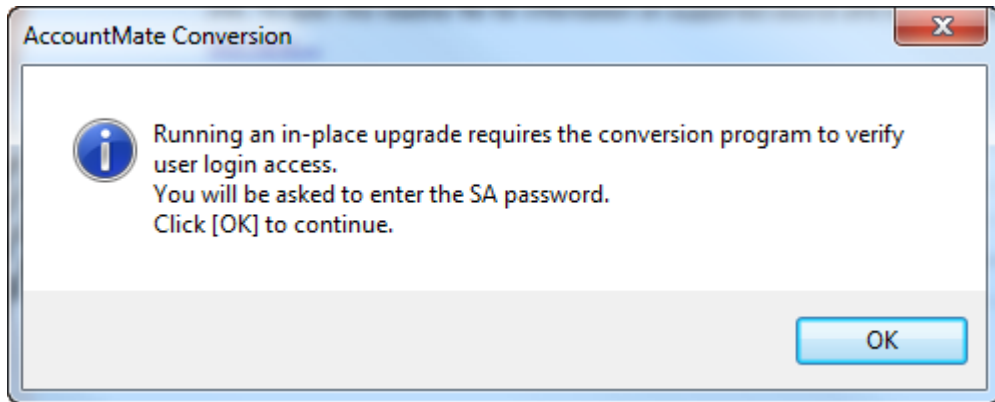 AccountMate Conversion
Running an in-place upgrade requires the conversion program to verify
user login access.
You will be asked to enter the SA password.
Click [OK] to continue.
OK